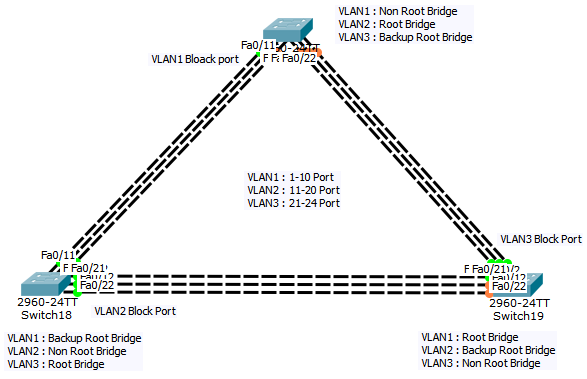 VLAN1 : Non Root Bridge
VLAN2 : Root Bridge
VLAN3 : Backup Root Bridge
Fa0/11
Fa0/22
VLAN1 Bloack port
VLAN1 : 1-10 Port
VLAN2 : 11-20 Port
VLAN3 : 21-24 Port
VLAN3 Block Port
Fa0/11
F Fa0/21
Fa0/22
F Fa0/21
Fa0/12
Fa0/22
2960-24TT
Switch18
2960-24TT
Switch19
VLAN2 Block Port
VLAN1 : Backup Root Bridge
VLAN2 : Non Root Bridge
VLAN3 : Root Bridge
VLAN1 : Root Bridge
VLAN2 : Backup Root Bridge
VLAN3 : Non Root Bridge